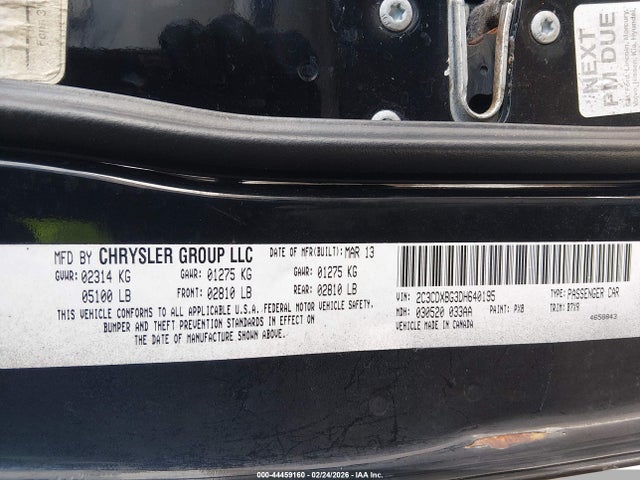 NEXT
PM DUE
MFD BY CHRYSLER GROUP LLC
DATE OF MFR(BUILT): MAR 13
GVWR: 02314 KG
GAWR: 01275 KG
GAWR: 01275 KG
05100 LB
FRONT: 02810 LB
REAR: 02810 LB
THIS VEHICLE CONFORMS TO ALL APPLICABLE U.S.A. FEDERAL MOTOR VEHICLE SAFETY,
BUMPER AND THEFT PREVENTION STANDARDS IN EFFECT ON
THE DATE OF MANUFACTURE SHOWN ABOVE.
VIN: 2C3CDXBG3DH640195
TYPE: PASSENGER CAR
MDH: 030520 033AA
PAINT: PX8
TRIM: B7X9
VEHICLE MADE IN CANADA
4658843
000-44459160 - 02/24/2026 - IAA Inc.